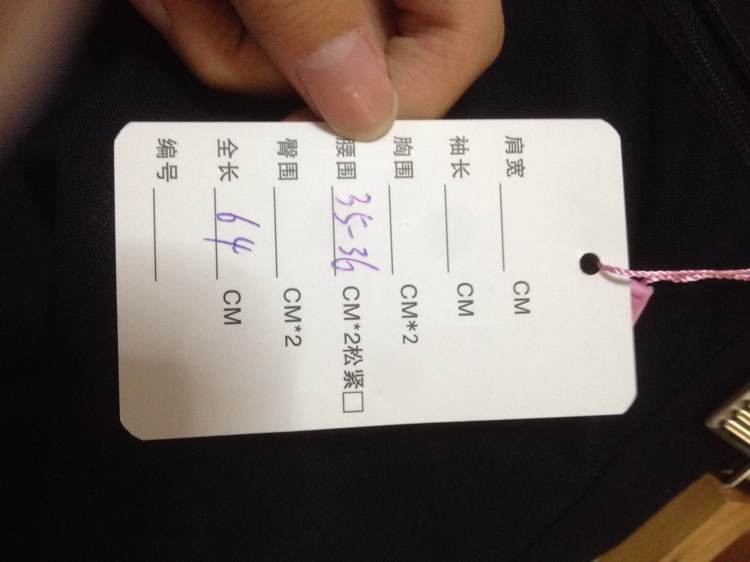 肩宽 CM
袖长 CM
胸围 CM*2
腰围 35-36 CM*2松紧□
臀围 CM*2
全长 64 CM
编号